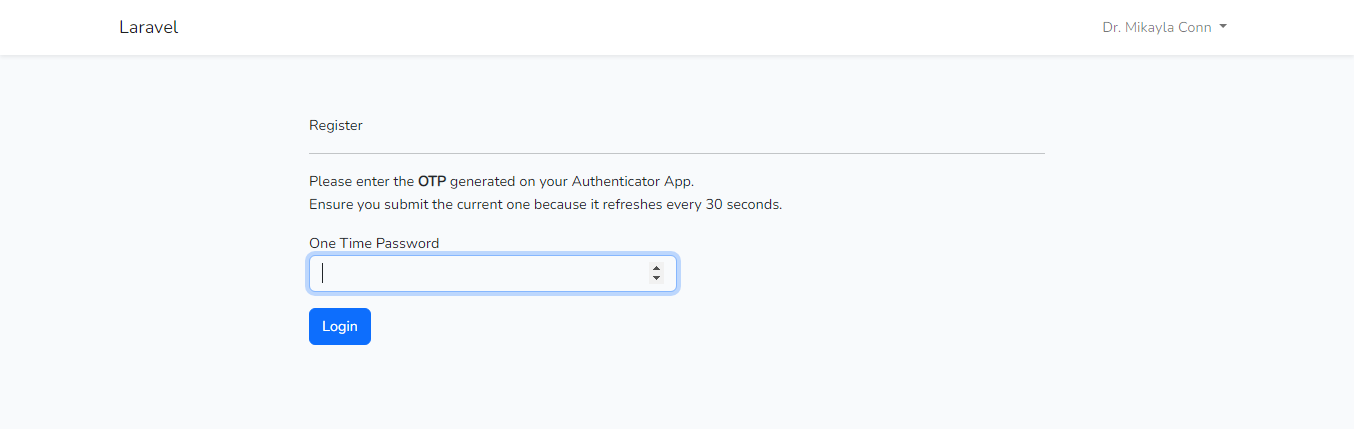 Laravel
Dr. Mikayla Conn
Register
Please enter the OTP generated on your Authenticator App.
Ensure you submit the current one because it refreshes every 30 seconds.
One Time Password
Login